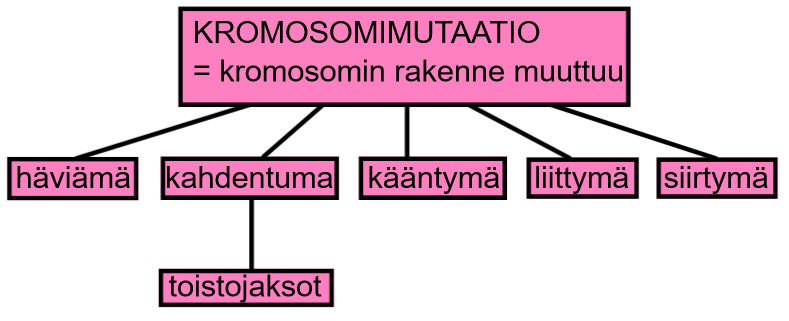 KROMOSOMIMUTAATIO
= kromosomin rakenne muuttuu
häviämä
kahdentuma
kääntymä
liittymä
siirtymä
toistojaksot